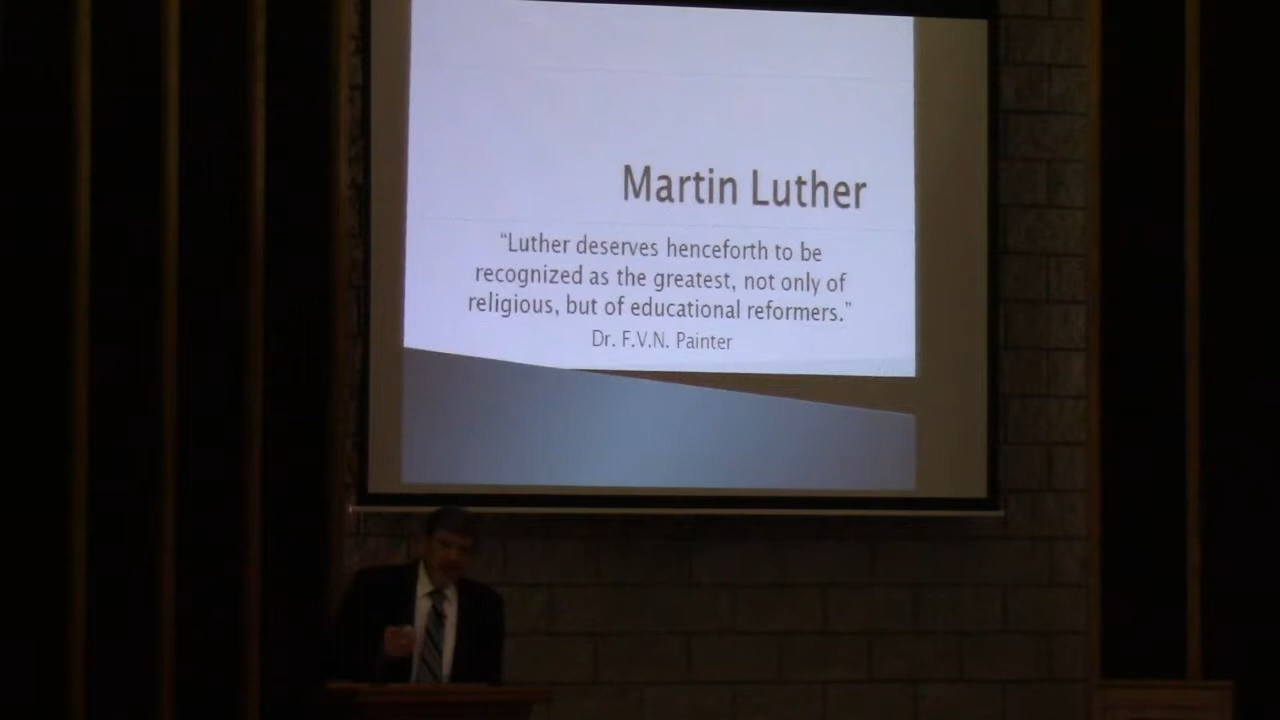 Martin Luther
“Luther deserves henceforth to be
recognized as the greatest, not only of
religious, but of educational reformers.”
Dr. F.V.N. Painter